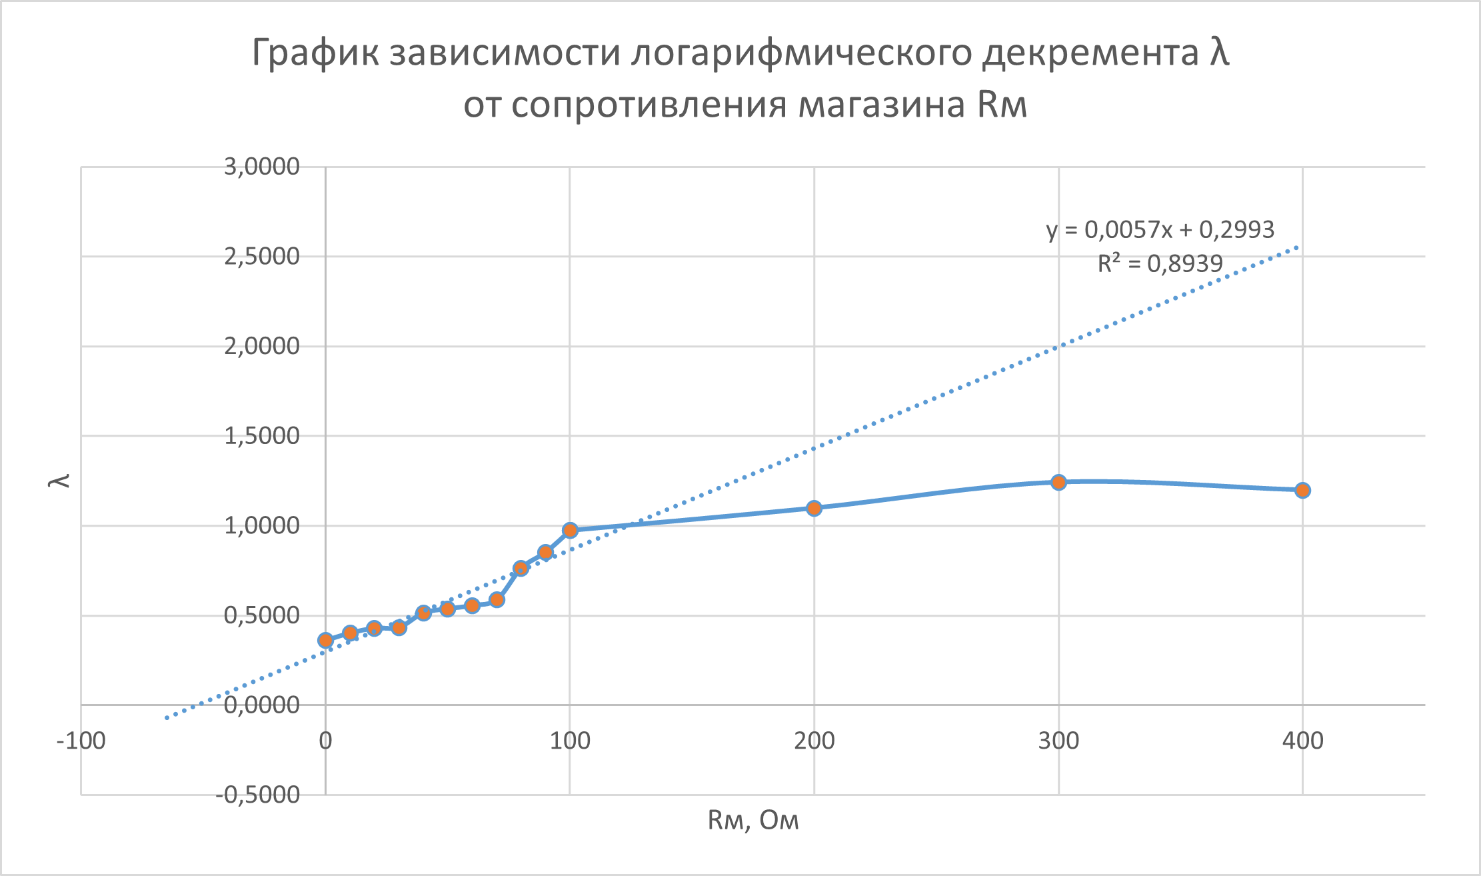 График зависимости логарифмического декремента λ
от сопротивления магазина Rм
3,0000
2,5000
2,0000
1,5000
1,0000
0,5000
0,0000
-0,5000
y = 0,0057x + 0,2993
R² = 0,8939
λ
-100
0
100
200
300
400
Rм, Ом